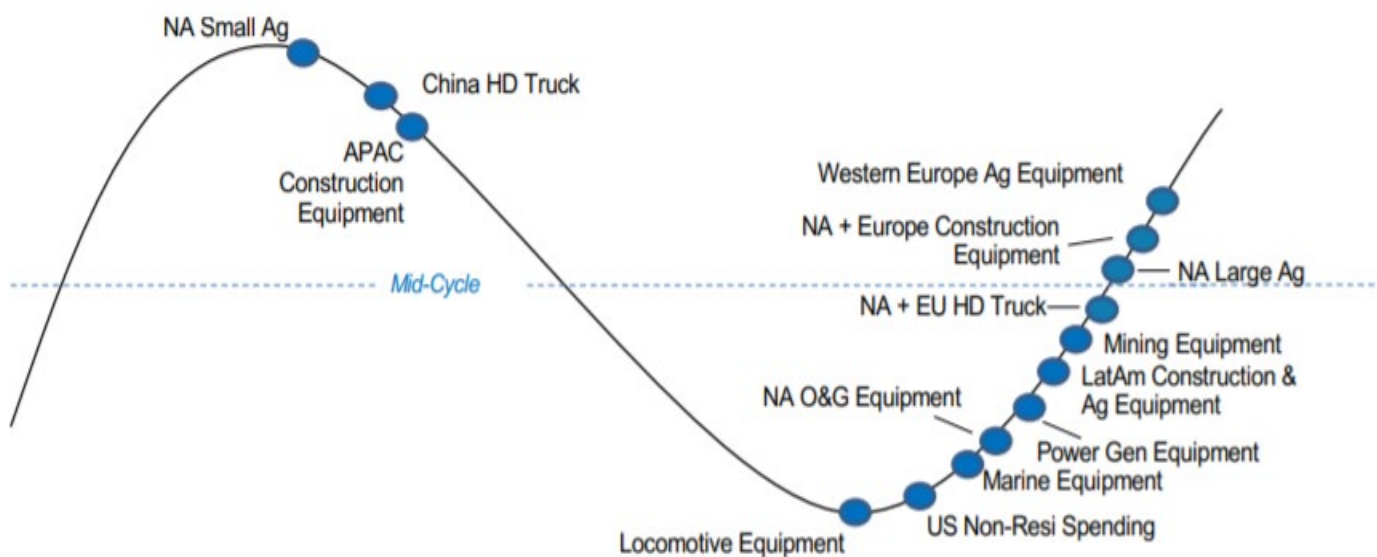 NA Small Ag
China HD Truck
APAC
Construction
Equipment
Western Europe Ag Equipment
NA + Europe Construction
Equipment
NA Large Ag
Mid-Cycle
NA + EU HD Truck
Mining Equipment
LatAm Construction &
Ag Equipment
NA O&G Equipment
Power Gen Equipment
Marine Equipment
US Non-Resi Spending
Locomotive Equipment